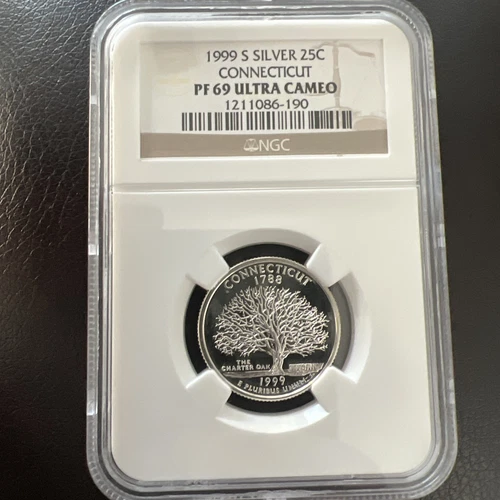 1999 S SILVER 25C
CONNECTICUT
PF 69 ULTRA CAMEO
1211086-190
NGC
CONNECTICUT
1788
THE
CHARTER OAK
1999
E PLURIBUS UNUM